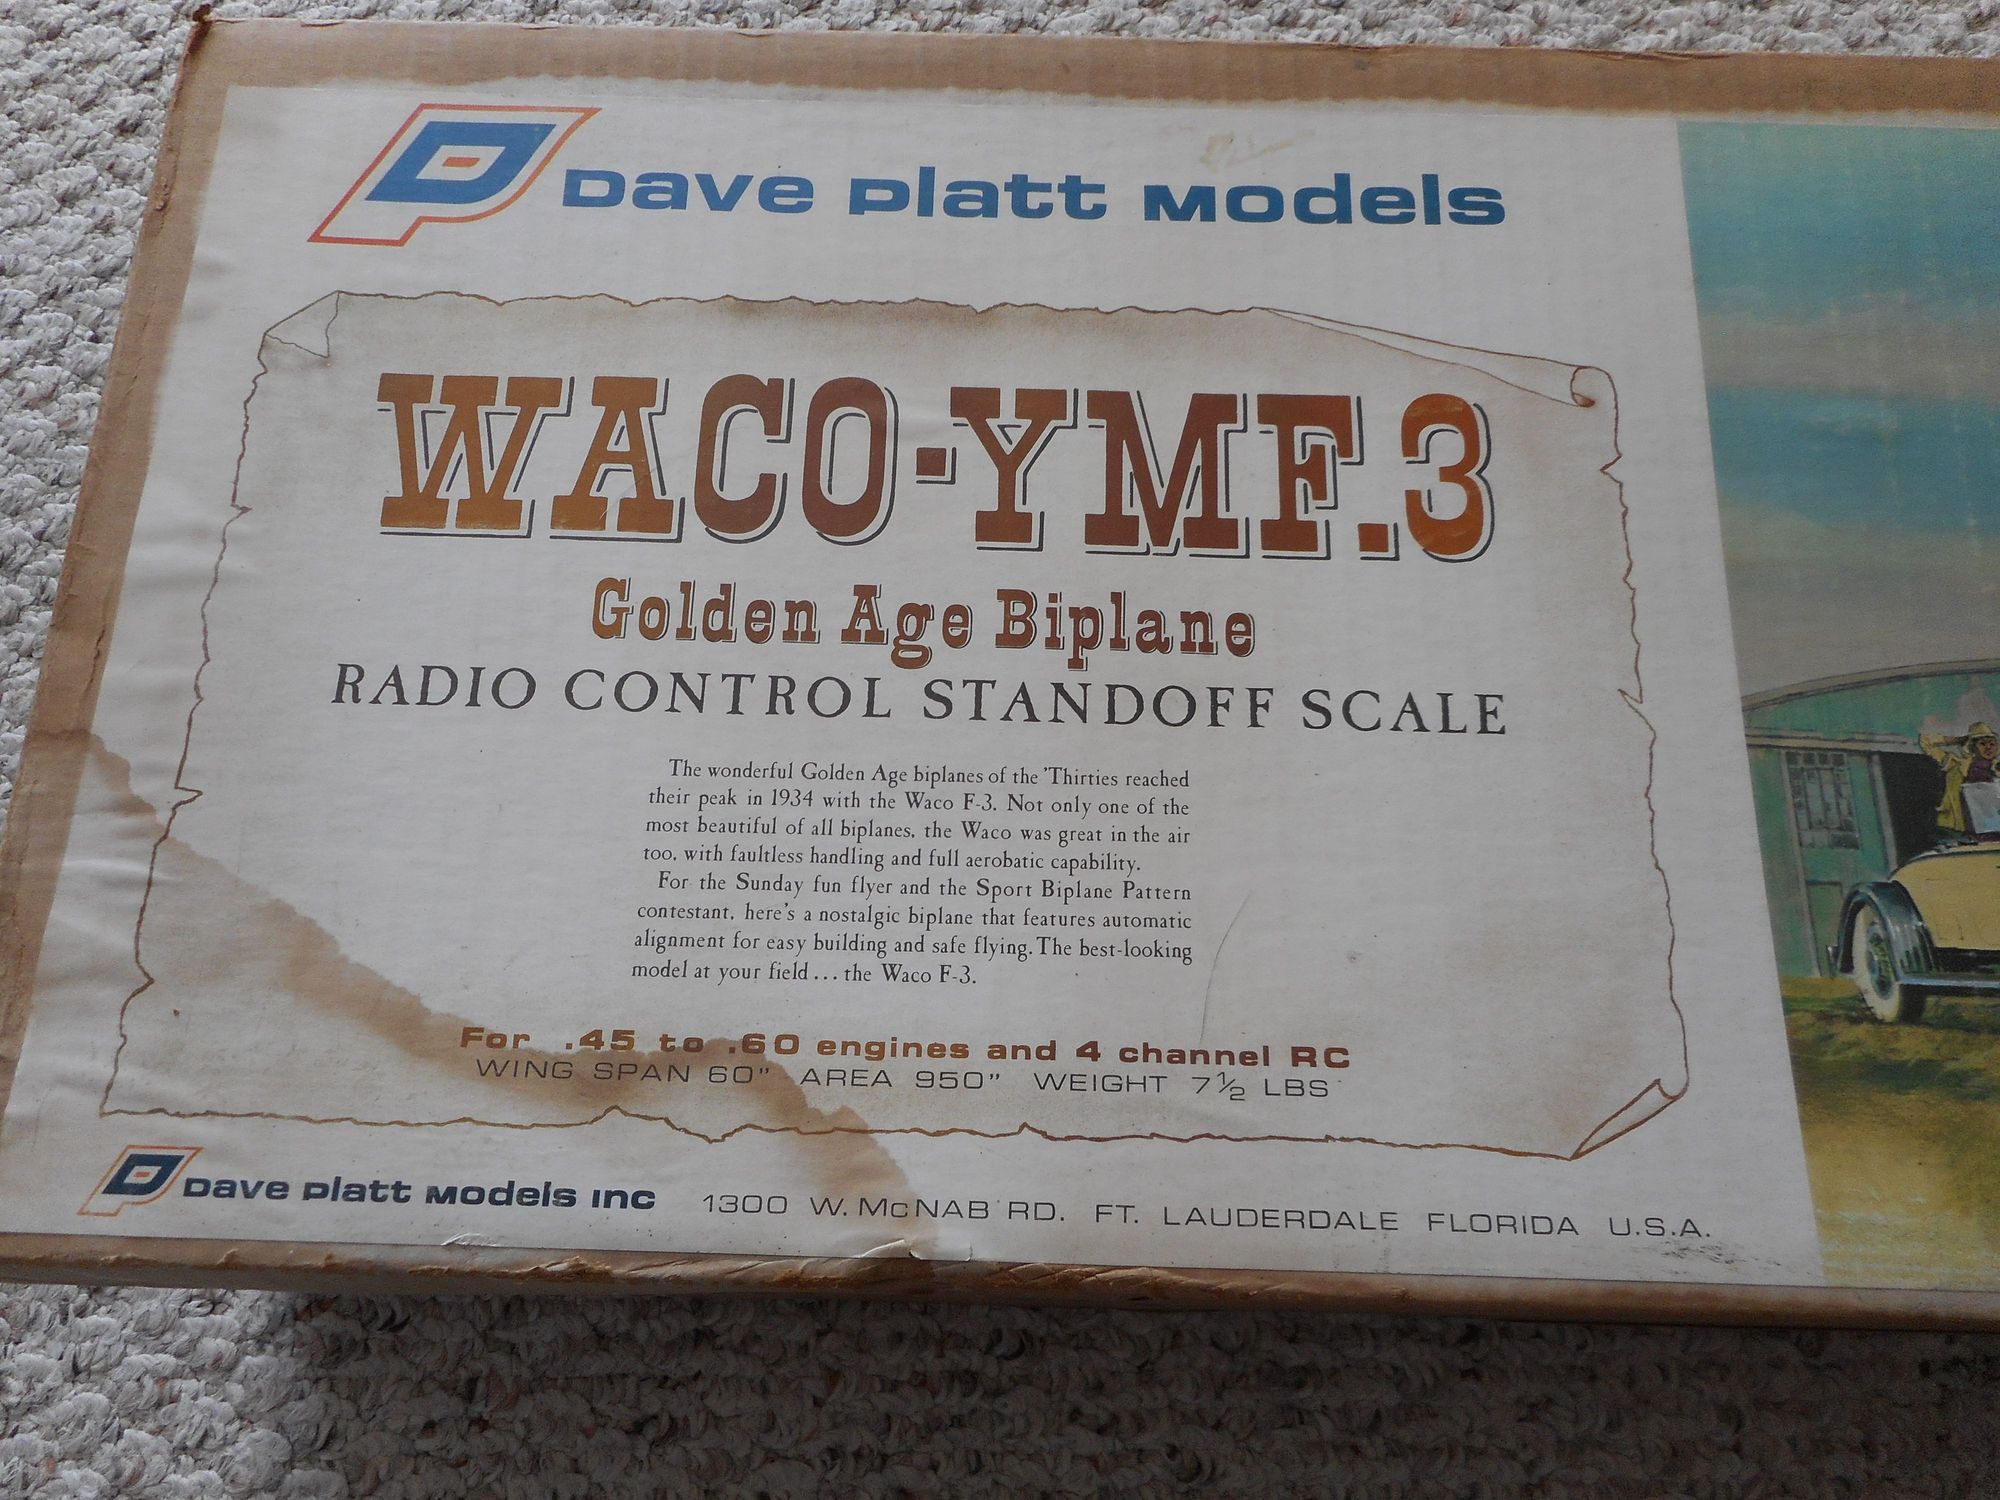 Dave Platt Models
WACO-YMF.3
Golden Age Biplane
RADIO CONTROL STANDOFF SCALE
The wonderful Golden Age biplanes of the 'Thirties reached
their peak in 1934 with the Waco F-3. Not only one of the
most beautiful of all biplanes, the Waco was great in the air
too, with faultless handling and full aerobatic capability.
For the Sunday fun flyer and the Sport Biplane Pattern
contestant, here's a nostalgic biplane that features automatic
alignment for easy building and safe flying. The best-looking
model at your field... the Waco F-3.
For .45 to .60 engines and 4 channel RC
WING SPAN 60" AREA 950" WEIGHT 7½ LBS
Dave Platt Models Inc 1300 W. McNAB RD. FT. LAUDERDALE FLORIDA U.S.A.